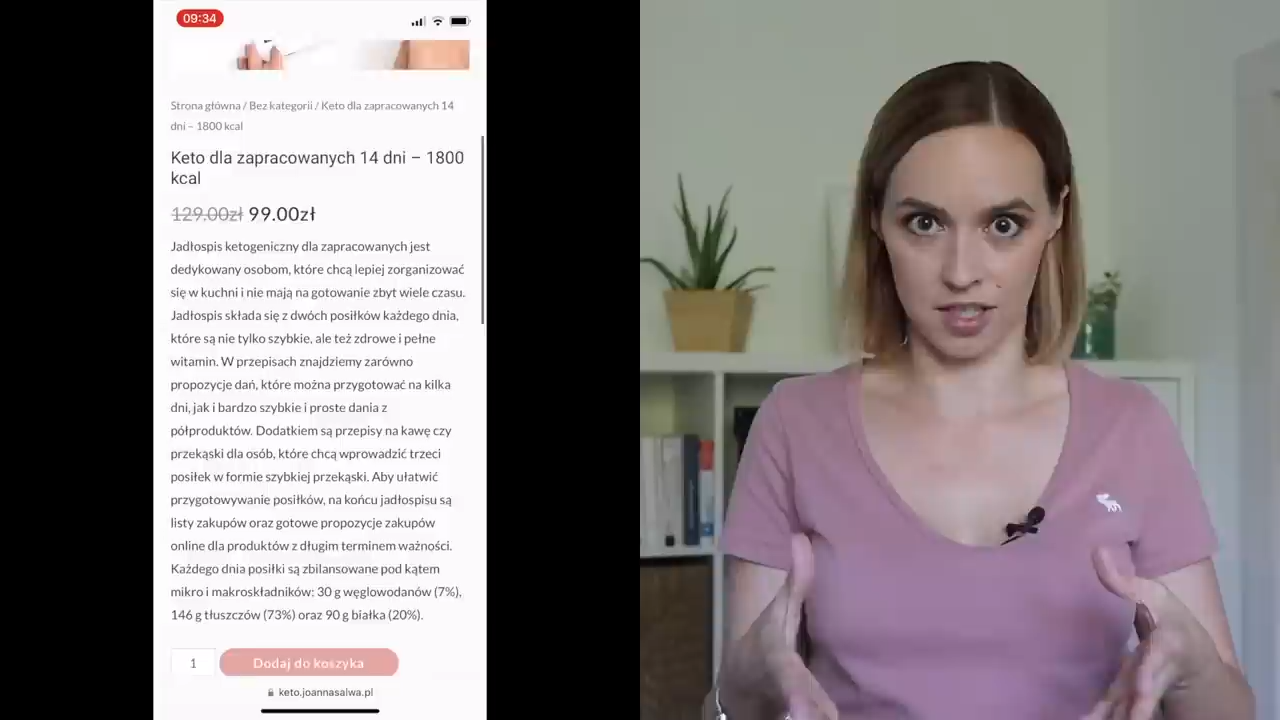 09:34
Strona główna / Bez kategorii / Keto dla zapracowanych 14
dni – 1800 kcal
Keto dla zapracowanych 14 dni – 1800
kcal
129.00zł 99.00zł
Jadłospis ketogeniczny dla zapracowanych jest
dedykowany osobom, które chcą lepiej zorganizować
się w kuchni i nie mają na gotowanie zbyt wiele czasu.
Jadłospis składa się z dwóch posiłków każdego dnia,
które są nie tylko szybkie, ale też zdrowe i pełne
witamin. W przepisach znajdziemy zarówno
propozycje dań, które można przygotować na kilka
dni, jak i bardzo szybkie i proste dania z
półproduktów. Dodatkiem są przepisy na kawę czy
przekąski dla osób, które chcą wprowadzić trzeci
posiłek w formie szybkiej przekąski. Aby ułatwić
przygotowywanie posiłków, na końcu jadłospisu są
listy zakupów oraz gotowe propozycje zakupów
online dla produktów z długim terminem ważności.
Każdego dnia posiłki są zbilansowane pod kątem
mikro i makroskładników: 30 g węglowodanów (7%),
146 g tłuszczów (73%) oraz 90 g białka (20%).
1 Dodaj do koszyka
keto.joannasalwa.pl